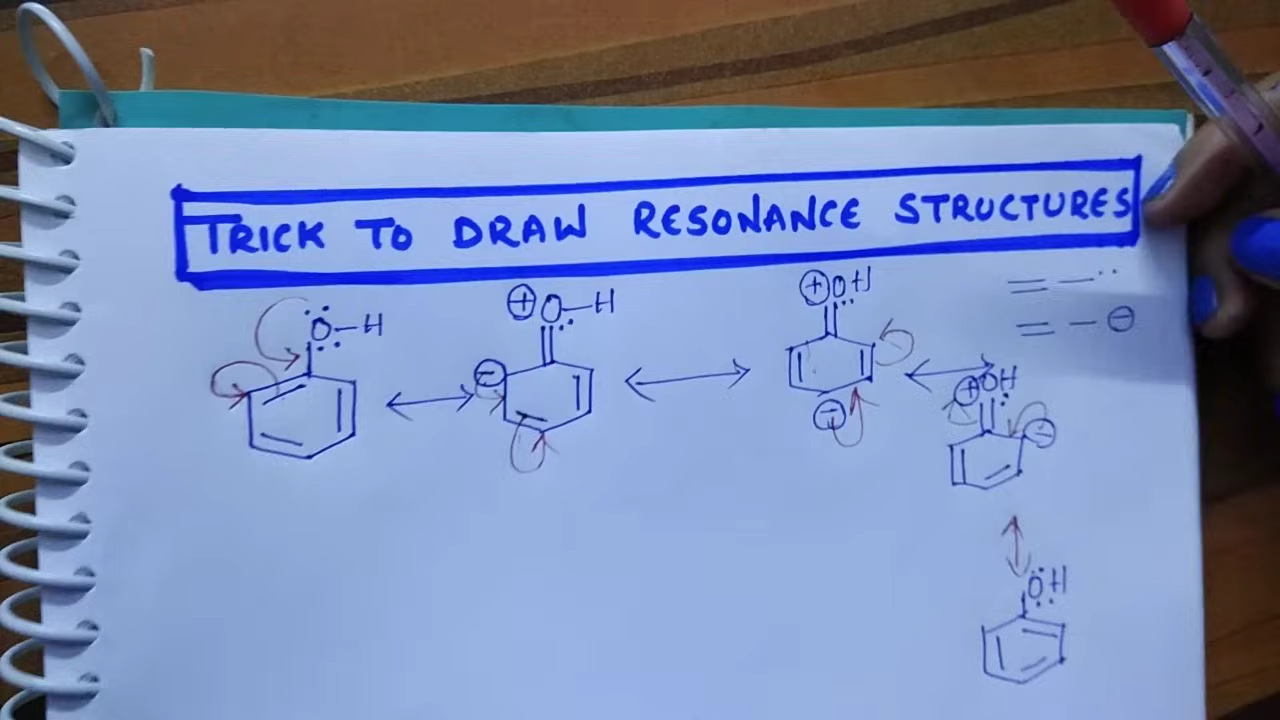 TRICK TO DRAW RESONANCE STRUCTURES
O-H
⊕ O-H
⊖
⊕ OH
⊖
= - ..
= - ⊖
⊕ OH
⊖
OH